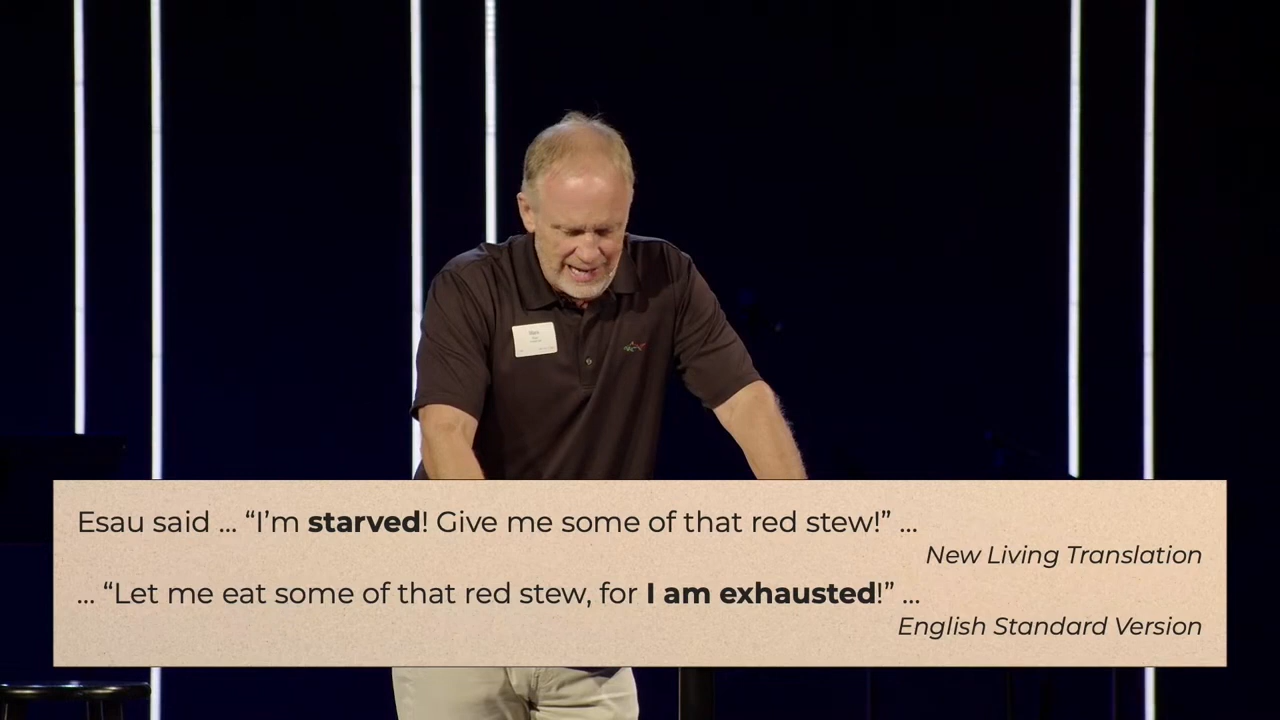 Esau said ... “I’m starved! Give me some of that red stew!” ...
New Living Translation
... “Let me eat some of that red stew, for I am exhausted!” ...
English Standard Version